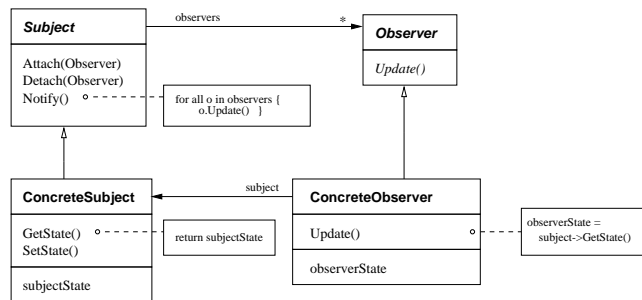 Subject
observers
*
Observer
Attach(Observer)
Detach(Observer)
Notify()
for all o in observers {
o.Update() }
Update()
ConcreteSubject
subject
ConcreteObserver
GetState()
SetState()
return subjectState
Update()
observerState =
subject->GetState()
subjectState
observerState